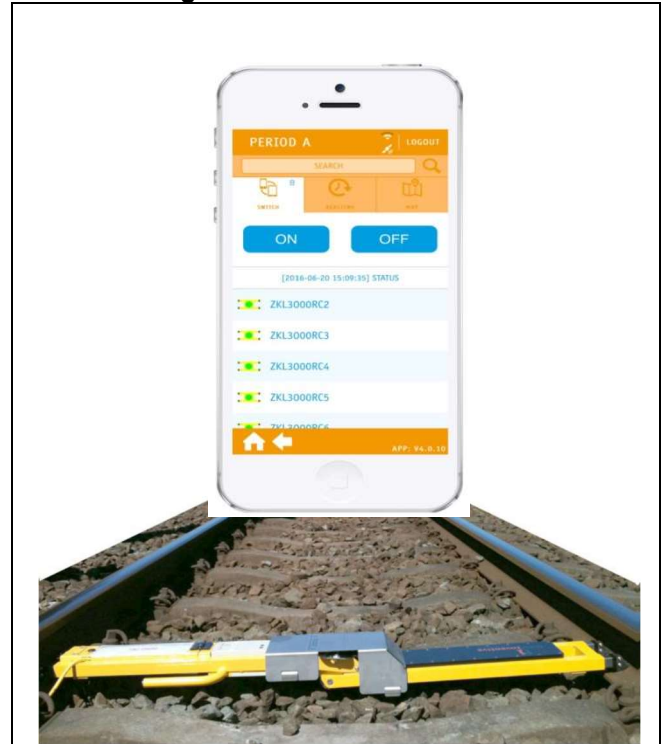 PERIOD A
LOGOUT
SEARCH
SWITCH
ON
OFF
[2016-06-20 15:09:35] STATUS
ZKL3000RC2
ZKL3000RC3
ZKL3000RC4
ZKL3000RC5
ZKL3000RC6
APP: V4.0.10